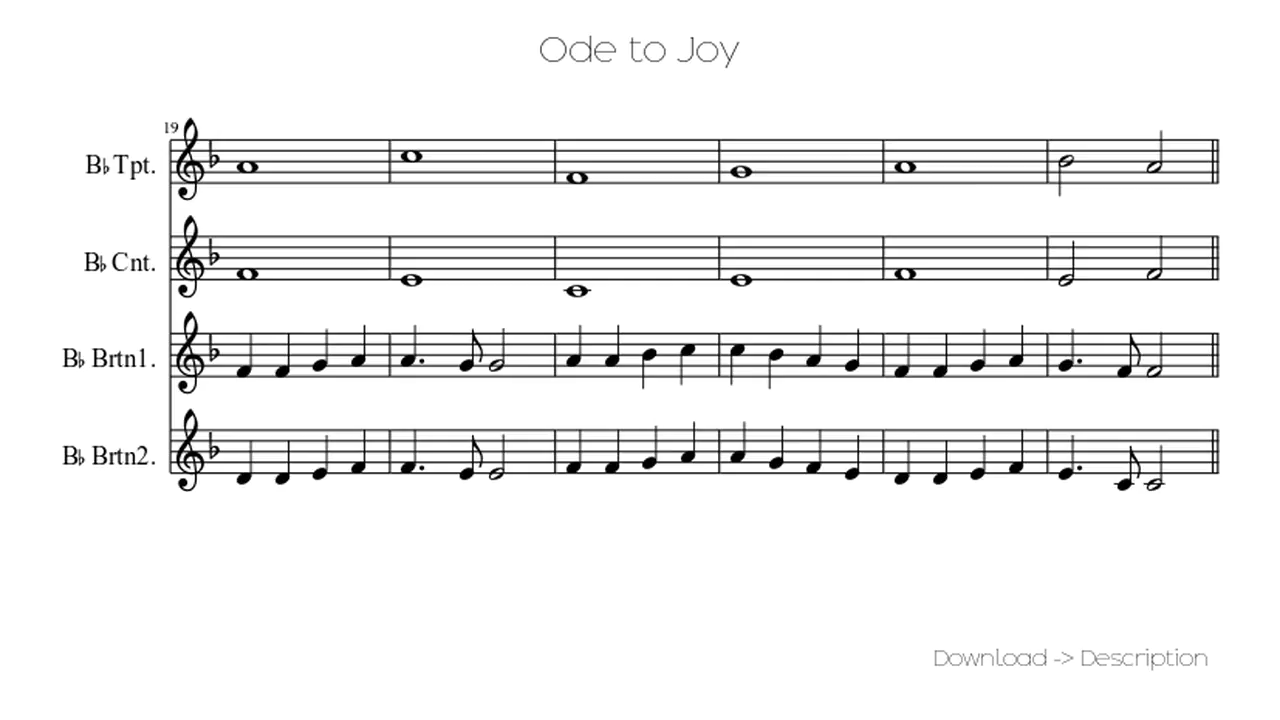 Ode to Joy
19
B♭ Tpt.
B♭ Cnt.
B♭ Brtn1.
B♭ Brtn2.
Download -> Description